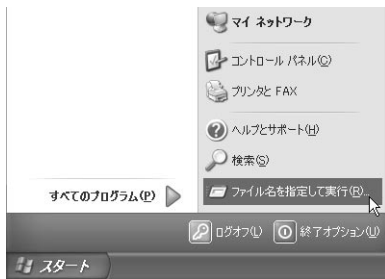 マイ ネットワーク
コントロール パネル(C)
プリンタと FAX
ヘルプとサポート(H)
検索(S)
すべてのプログラム(P)
ファイル名を指定して実行(R)...
ログオフ(L)
終了オプション(U)
スタート